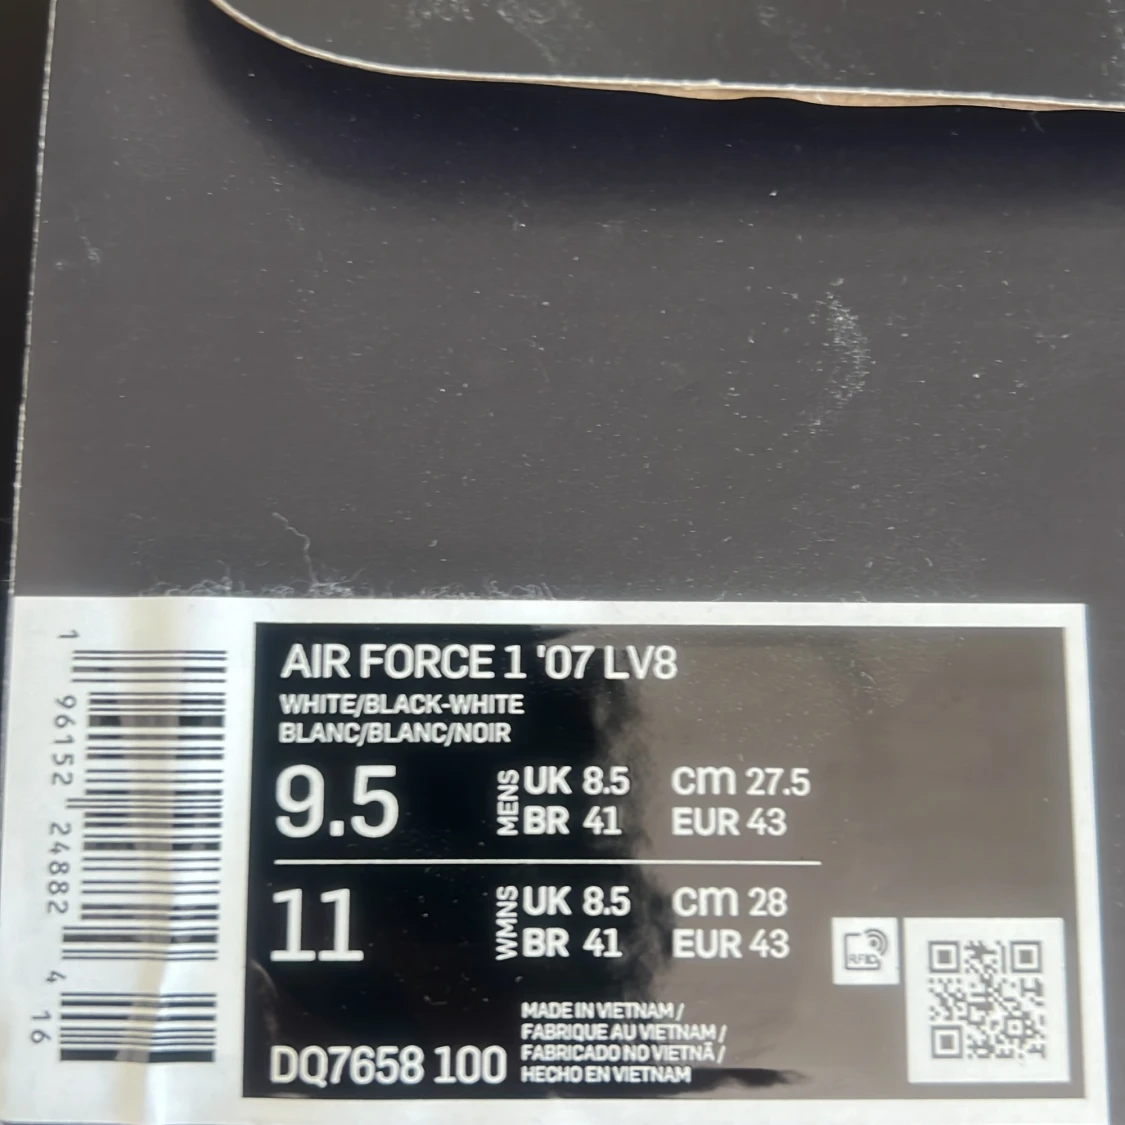 AIR FORCE 1 '07 LV8
WHITE/BLACK-WHITE
BLANC/BLANC/NOIR
9.5
MENS
UK 8.5 cm 27.5
BR 41 EUR 43
11
WMNS
UK 8.5 cm 28
BR 41 EUR 43
RFID
DQ7658 100
MADE IN VIETNAM /
FABRIQUE AU VIETNAM /
FABRICADO NO VIETNÃ /
HECHO EN VIETNAM
1 96152 24882 4 16